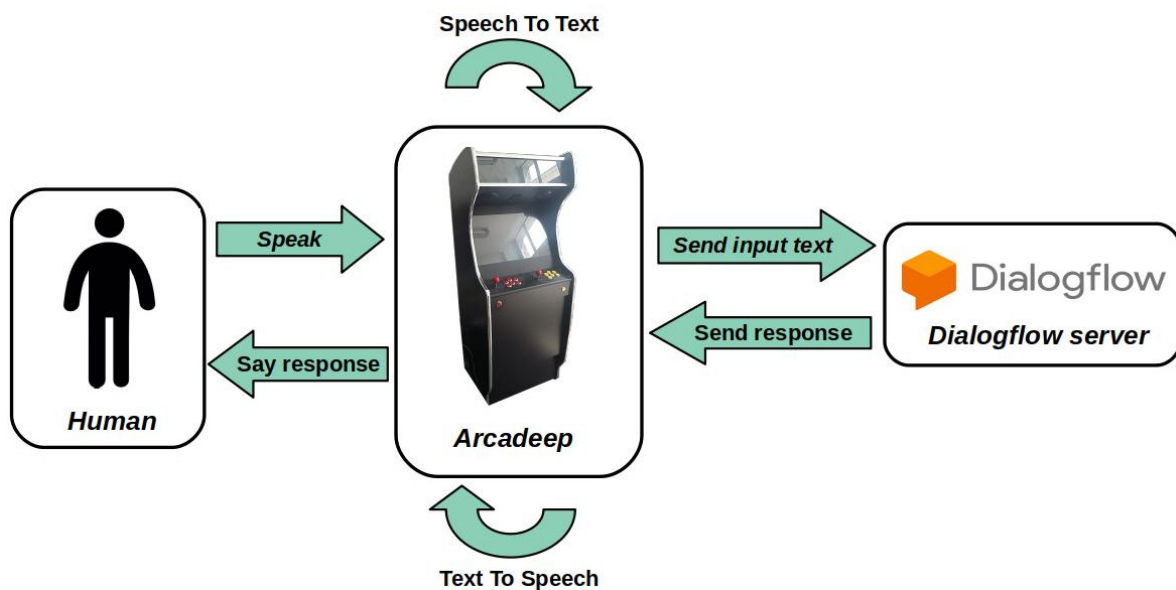 Speech To Text
Speak
Send input text
Dialogflow
Send response
Dialogflow server
Say response
Human
Arcadeep
Text To Speech